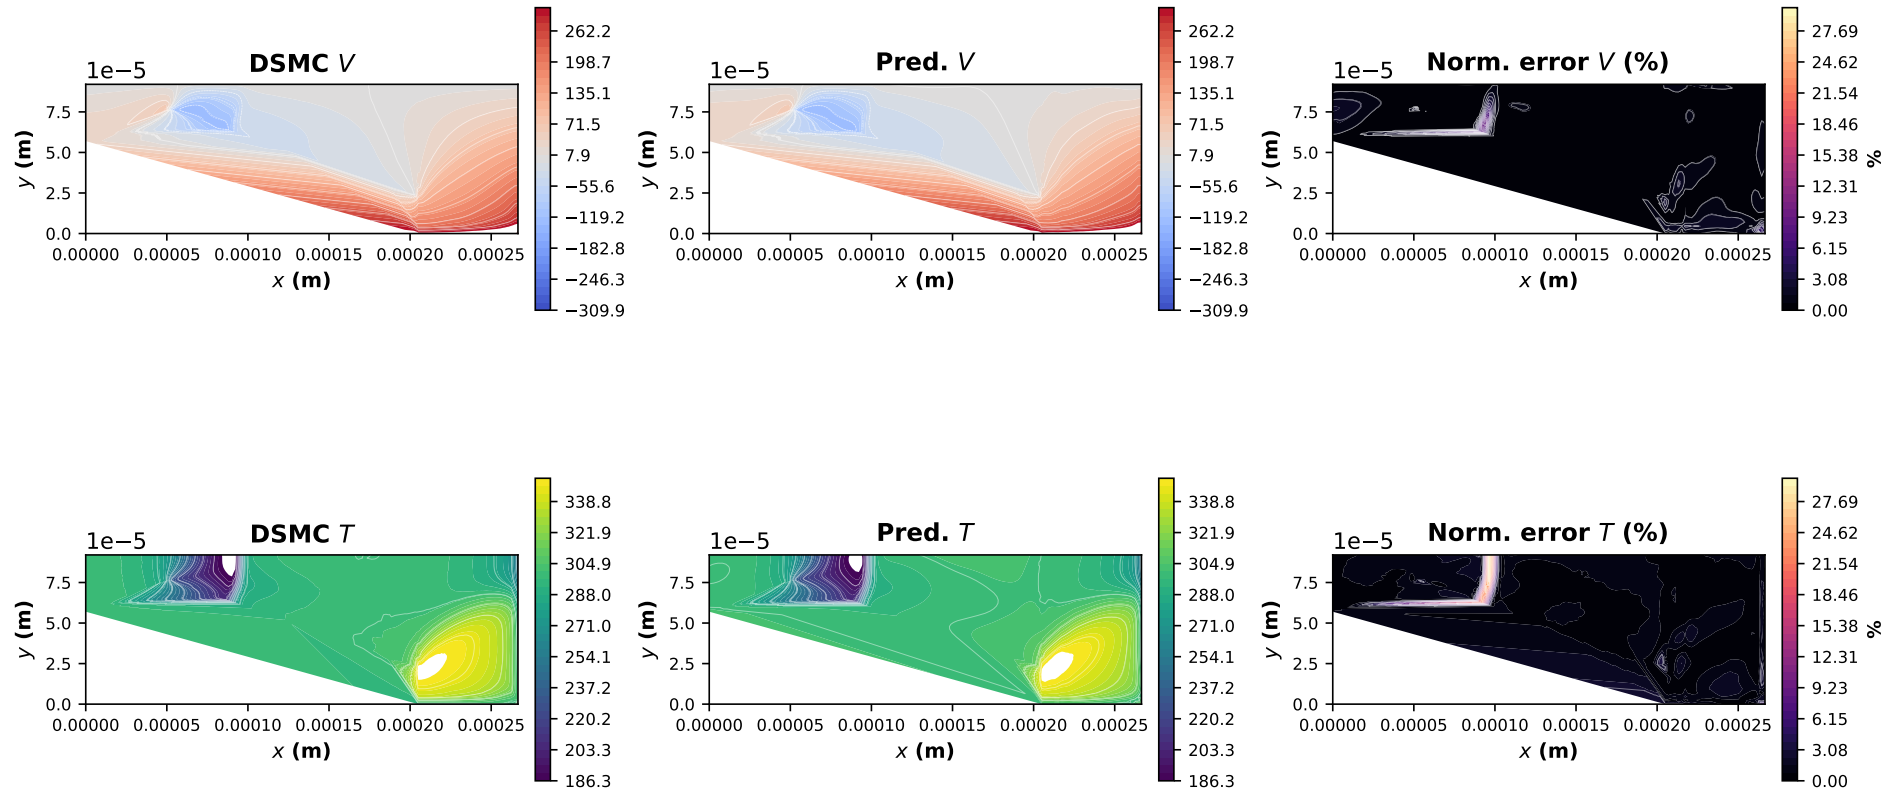 DSMC V
1e−5
7.5
5.0
2.5
0.0
y (m)
0.00000 0.00005 0.00010 0.00015 0.00020 0.00025
x (m)
262.2
198.7
135.1
71.5
7.9
−55.6
−119.2
−182.8
−246.3
−309.9
Pred. V
1e−5
7.5
5.0
2.5
0.0
y (m)
0.00000 0.00005 0.00010 0.00015 0.00020 0.00025
x (m)
262.2
198.7
135.1
71.5
7.9
−55.6
−119.2
−182.8
−246.3
−309.9
Norm. error V (%)
1e−5
7.5
5.0
2.5
0.0
y (m)
0.00000 0.00005 0.00010 0.00015 0.00020 0.00025
x (m)
27.69
24.62
21.54
18.46
15.38
12.31
9.23
6.15
3.08
0.00
%
DSMC T
1e−5
7.5
5.0
2.5
0.0
y (m)
0.00000 0.00005 0.00010 0.00015 0.00020 0.00025
x (m)
338.8
321.9
304.9
288.0
271.0
254.1
237.2
220.2
203.3
186.3
Pred. T
1e−5
7.5
5.0
2.5
0.0
y (m)
0.00000 0.00005 0.00010 0.00015 0.00020 0.00025
x (m)
338.8
321.9
304.9
288.0
271.0
254.1
237.2
220.2
203.3
186.3
Norm. error T (%)
1e−5
7.5
5.0
2.5
0.0
y (m)
0.00000 0.00005 0.00010 0.00015 0.00020 0.00025
x (m)
27.69
24.62
21.54
18.46
15.38
12.31
9.23
6.15
3.08
0.00
%